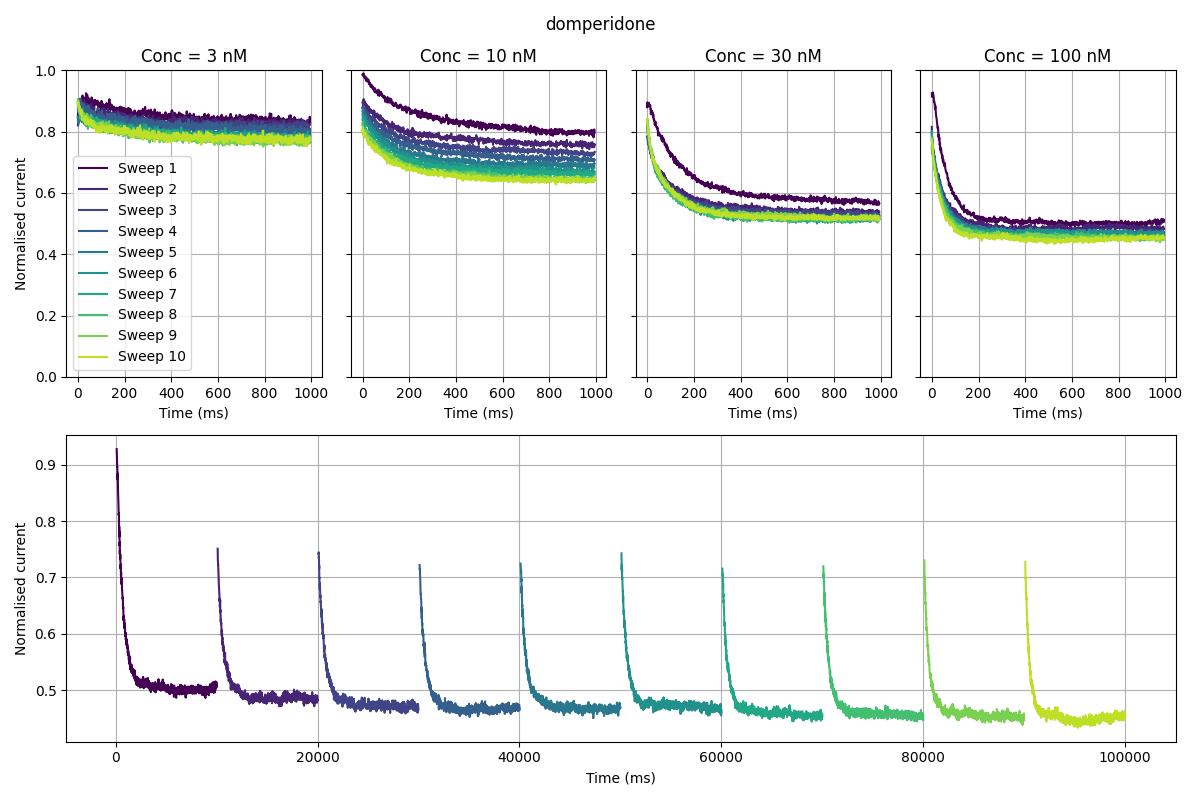 domperidone
Conc = 3 nM
Conc = 10 nM
Conc = 30 nM
Conc = 100 nM
Normalised current
1.0
0.8
0.6
0.4
0.2
0.0
Sweep 1
Sweep 2
Sweep 3
Sweep 4
Sweep 5
Sweep 6
Sweep 7
Sweep 8
Sweep 9
Sweep 10
0 200 400 600 800 1000
0 200 400 600 800 1000
0 200 400 600 800 1000
0 200 400 600 800 1000
Time (ms)
Time (ms)
Time (ms)
Time (ms)
Normalised current
0.9
0.8
0.7
0.6
0.5
0 20000 40000 60000 80000 100000
Time (ms)